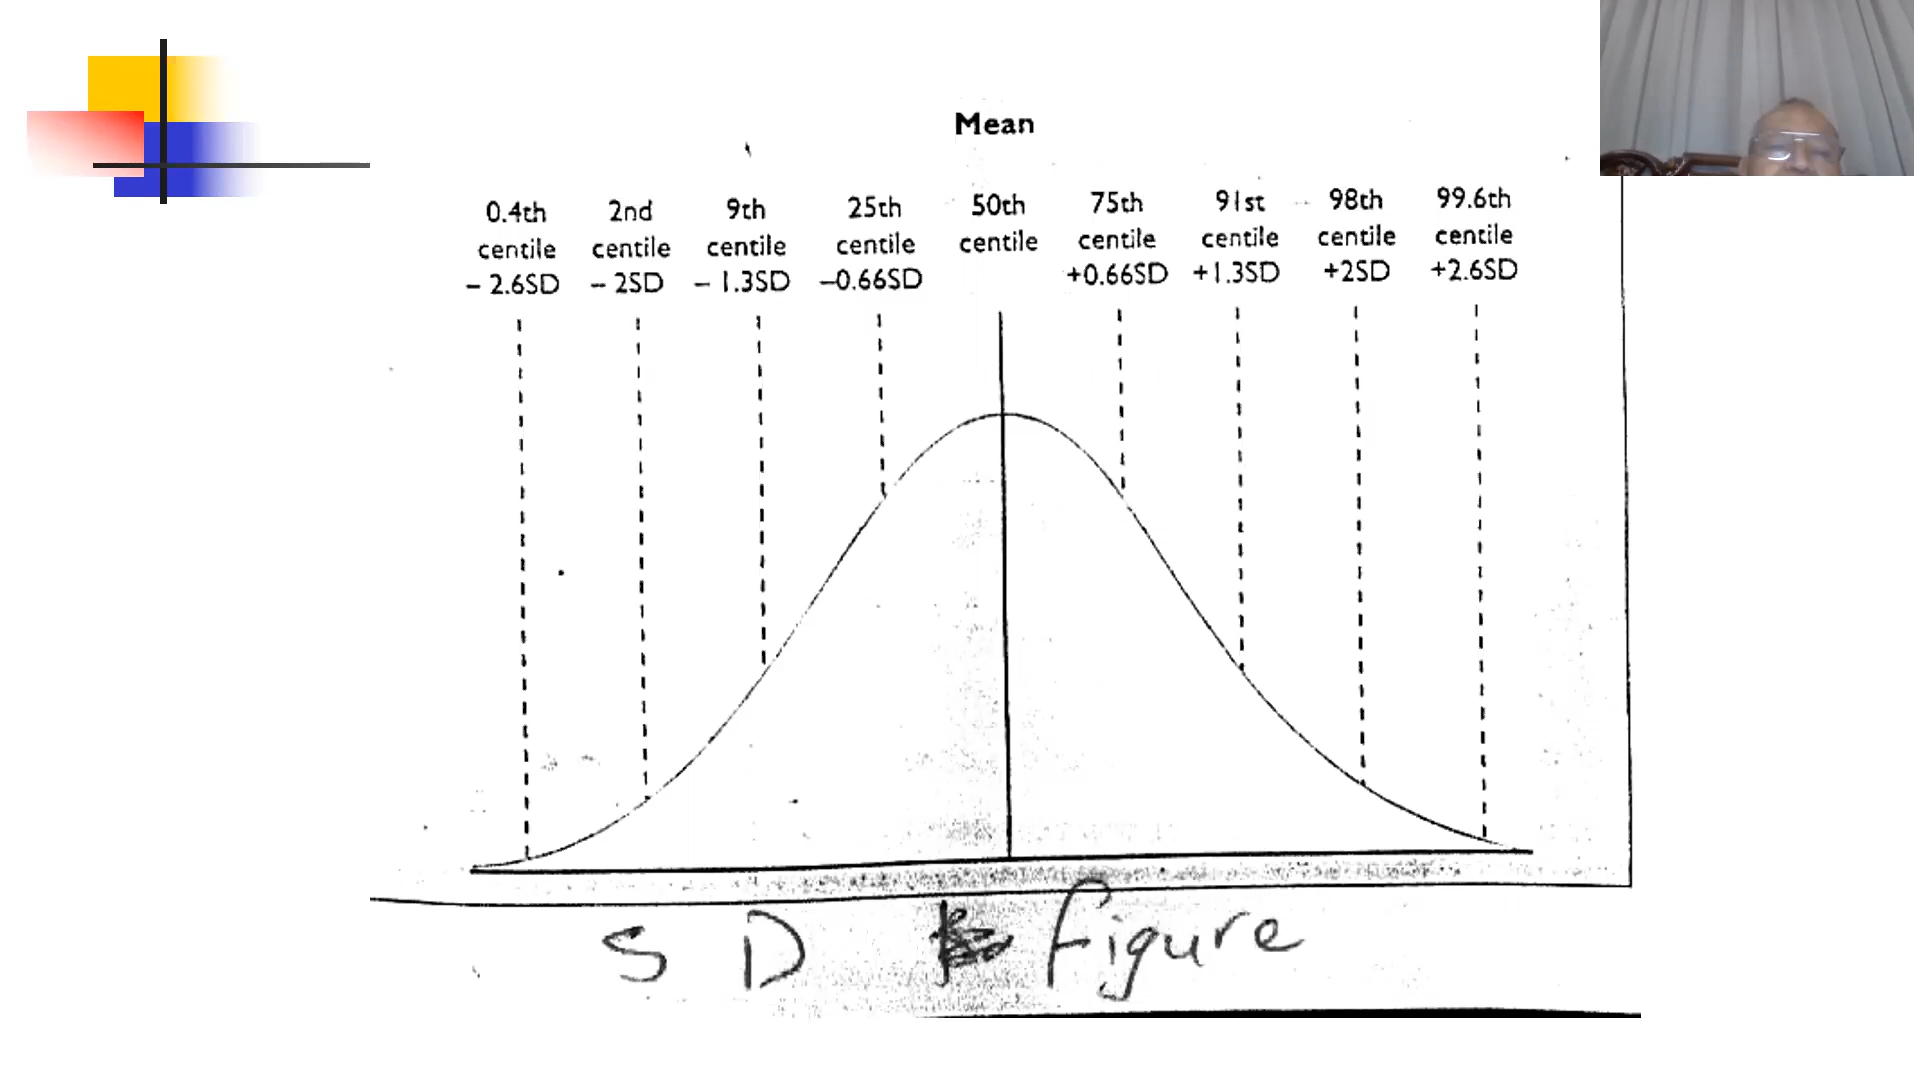 Mean
0.4th 2nd 9th 25th 50th 75th 91st 98th 99.6th
centile centile centile centile centile centile centile centile centile
– 2.6SD – 2SD – 1.3SD –0.66SD +0.66SD +1.3SD +2SD +2.6SD
S D figure